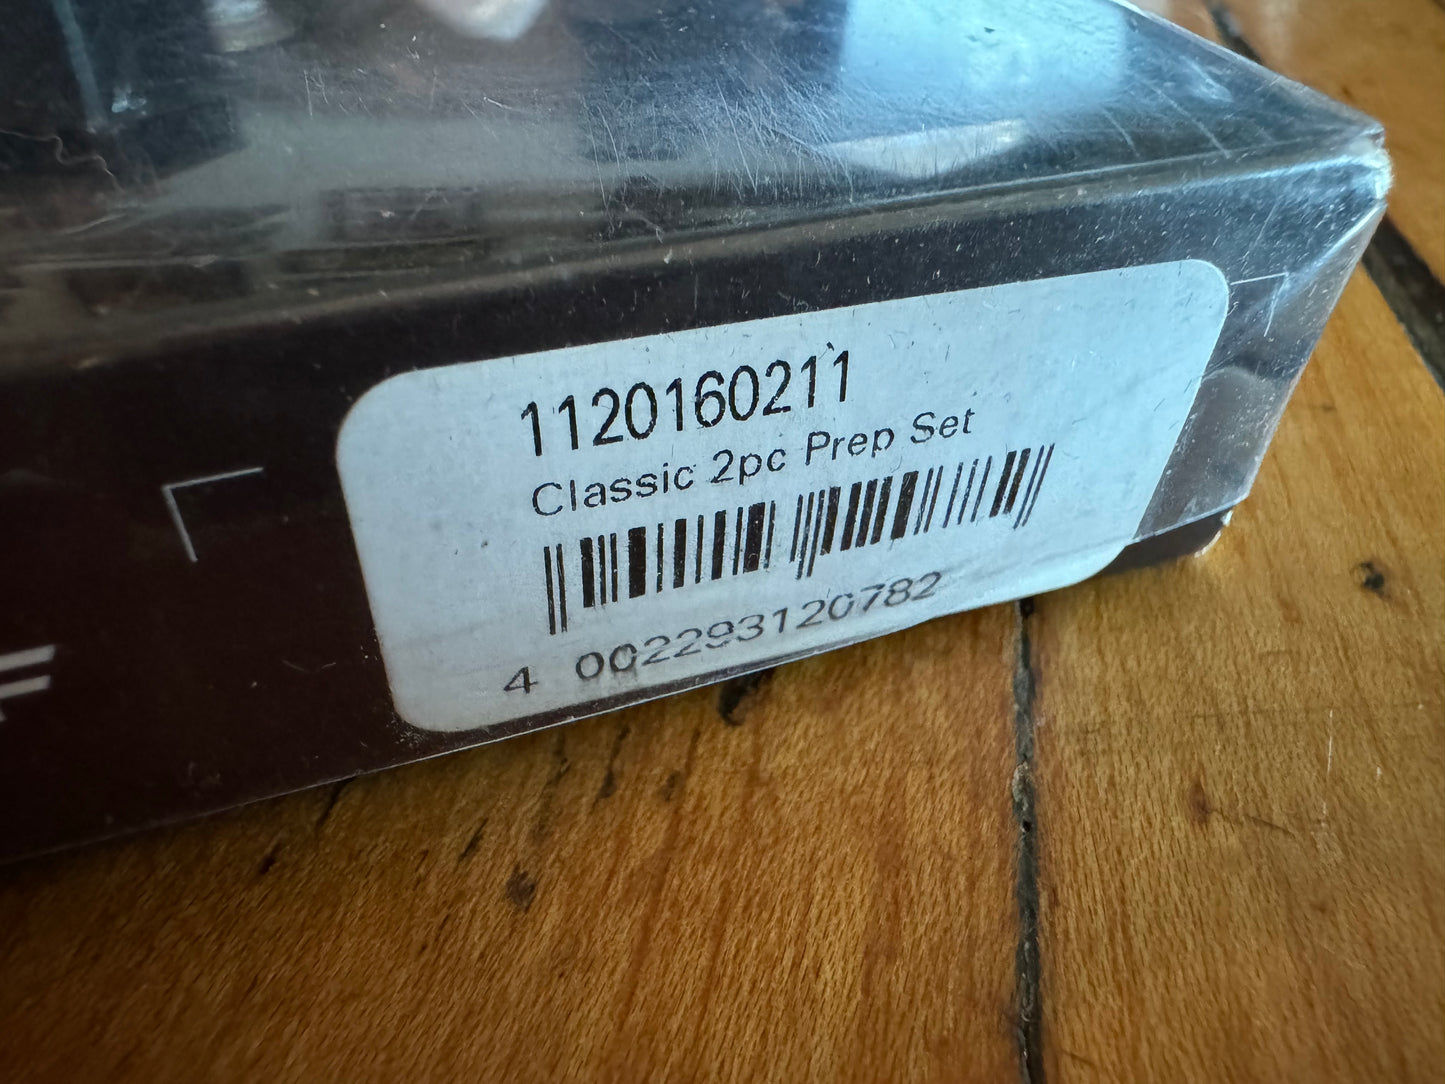 1120160211
Classic 2pc Prep Set
4 002293120782